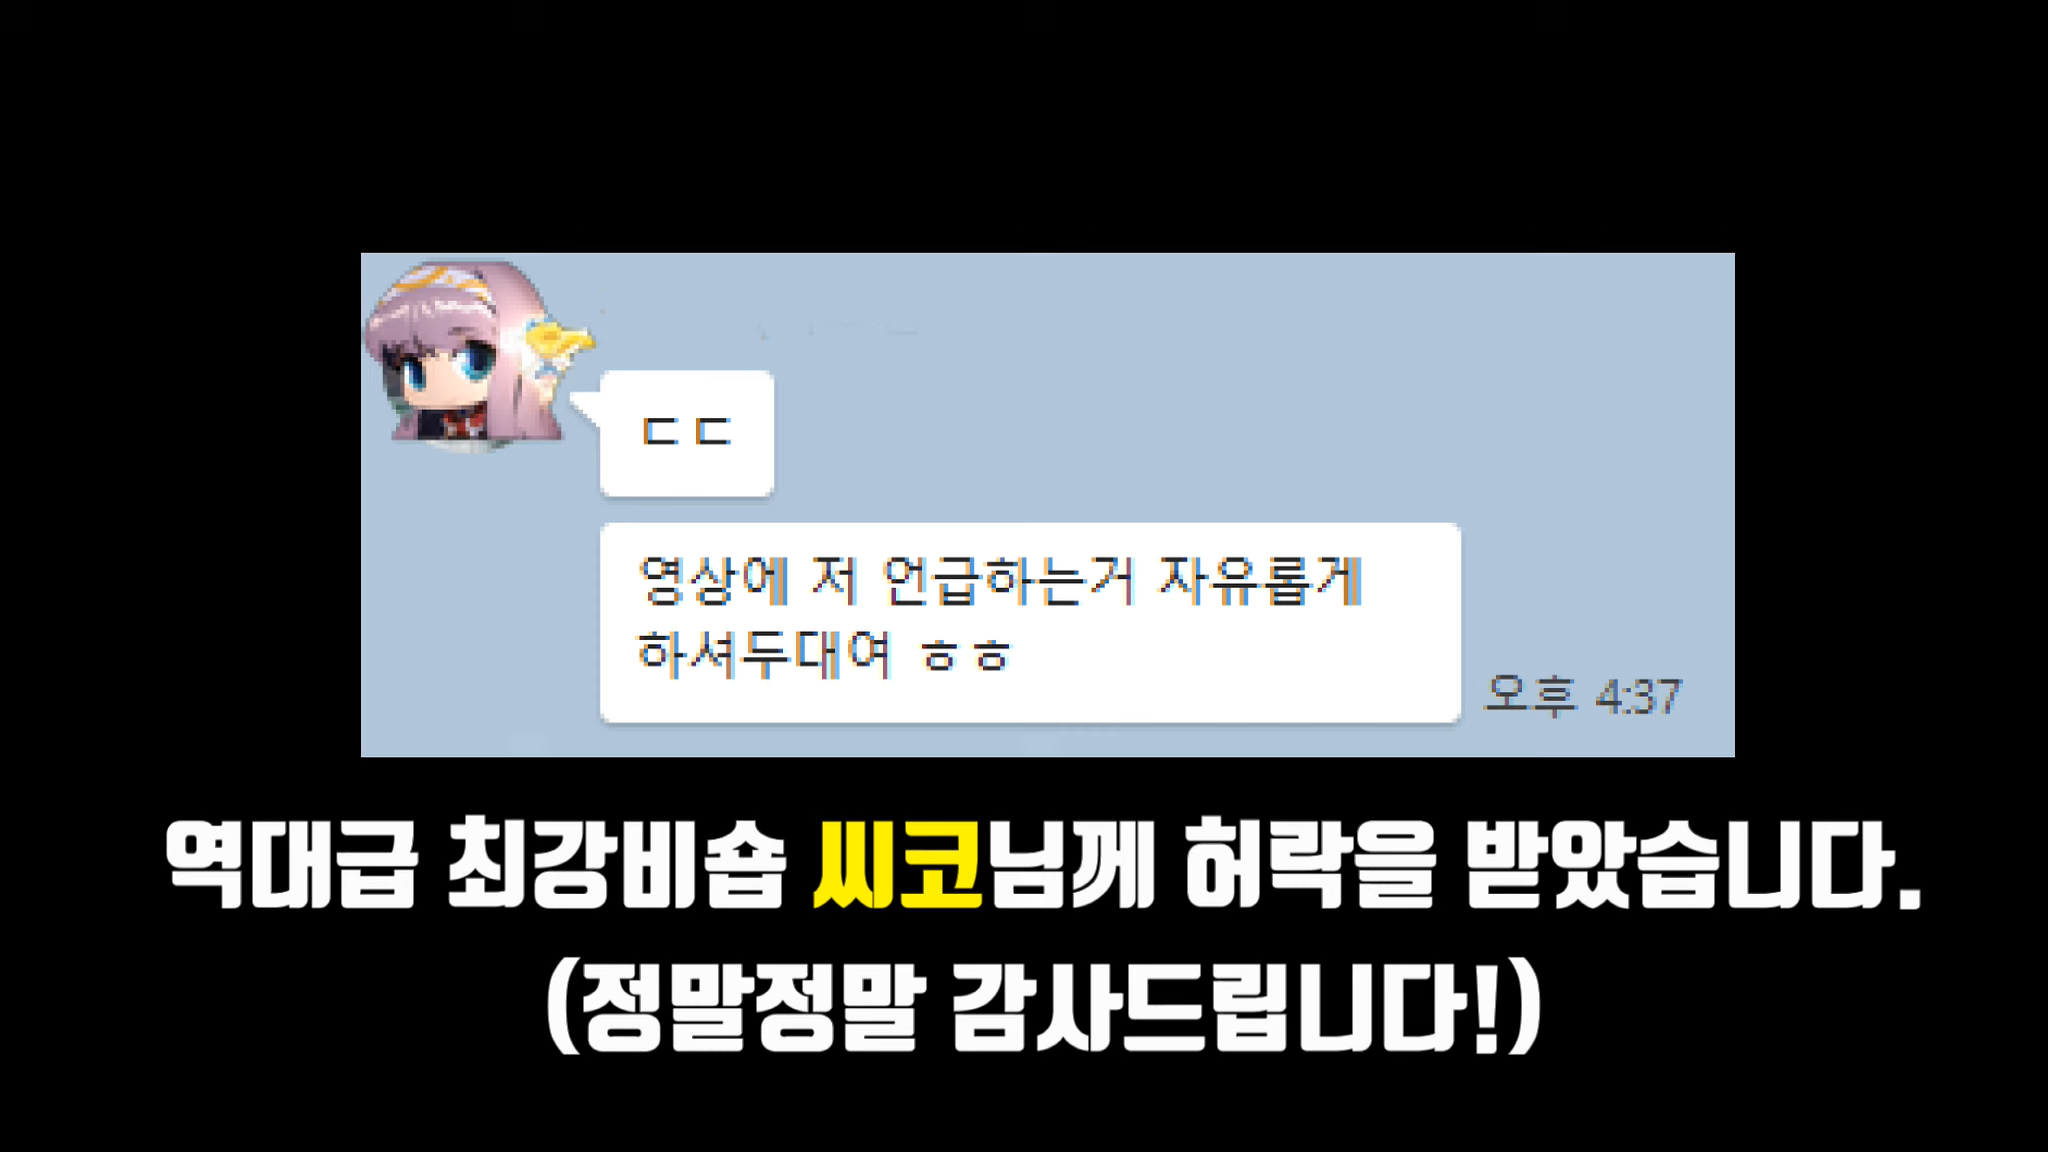 ㄷㄷ
영상에 저 언급하는거 자유롭게
하셔두대여 ㅎㅎ
오후 4:37
역대급 최강비숍 씨코님께 허락을 받았습니다.
(정말정말 감사드립니다!)